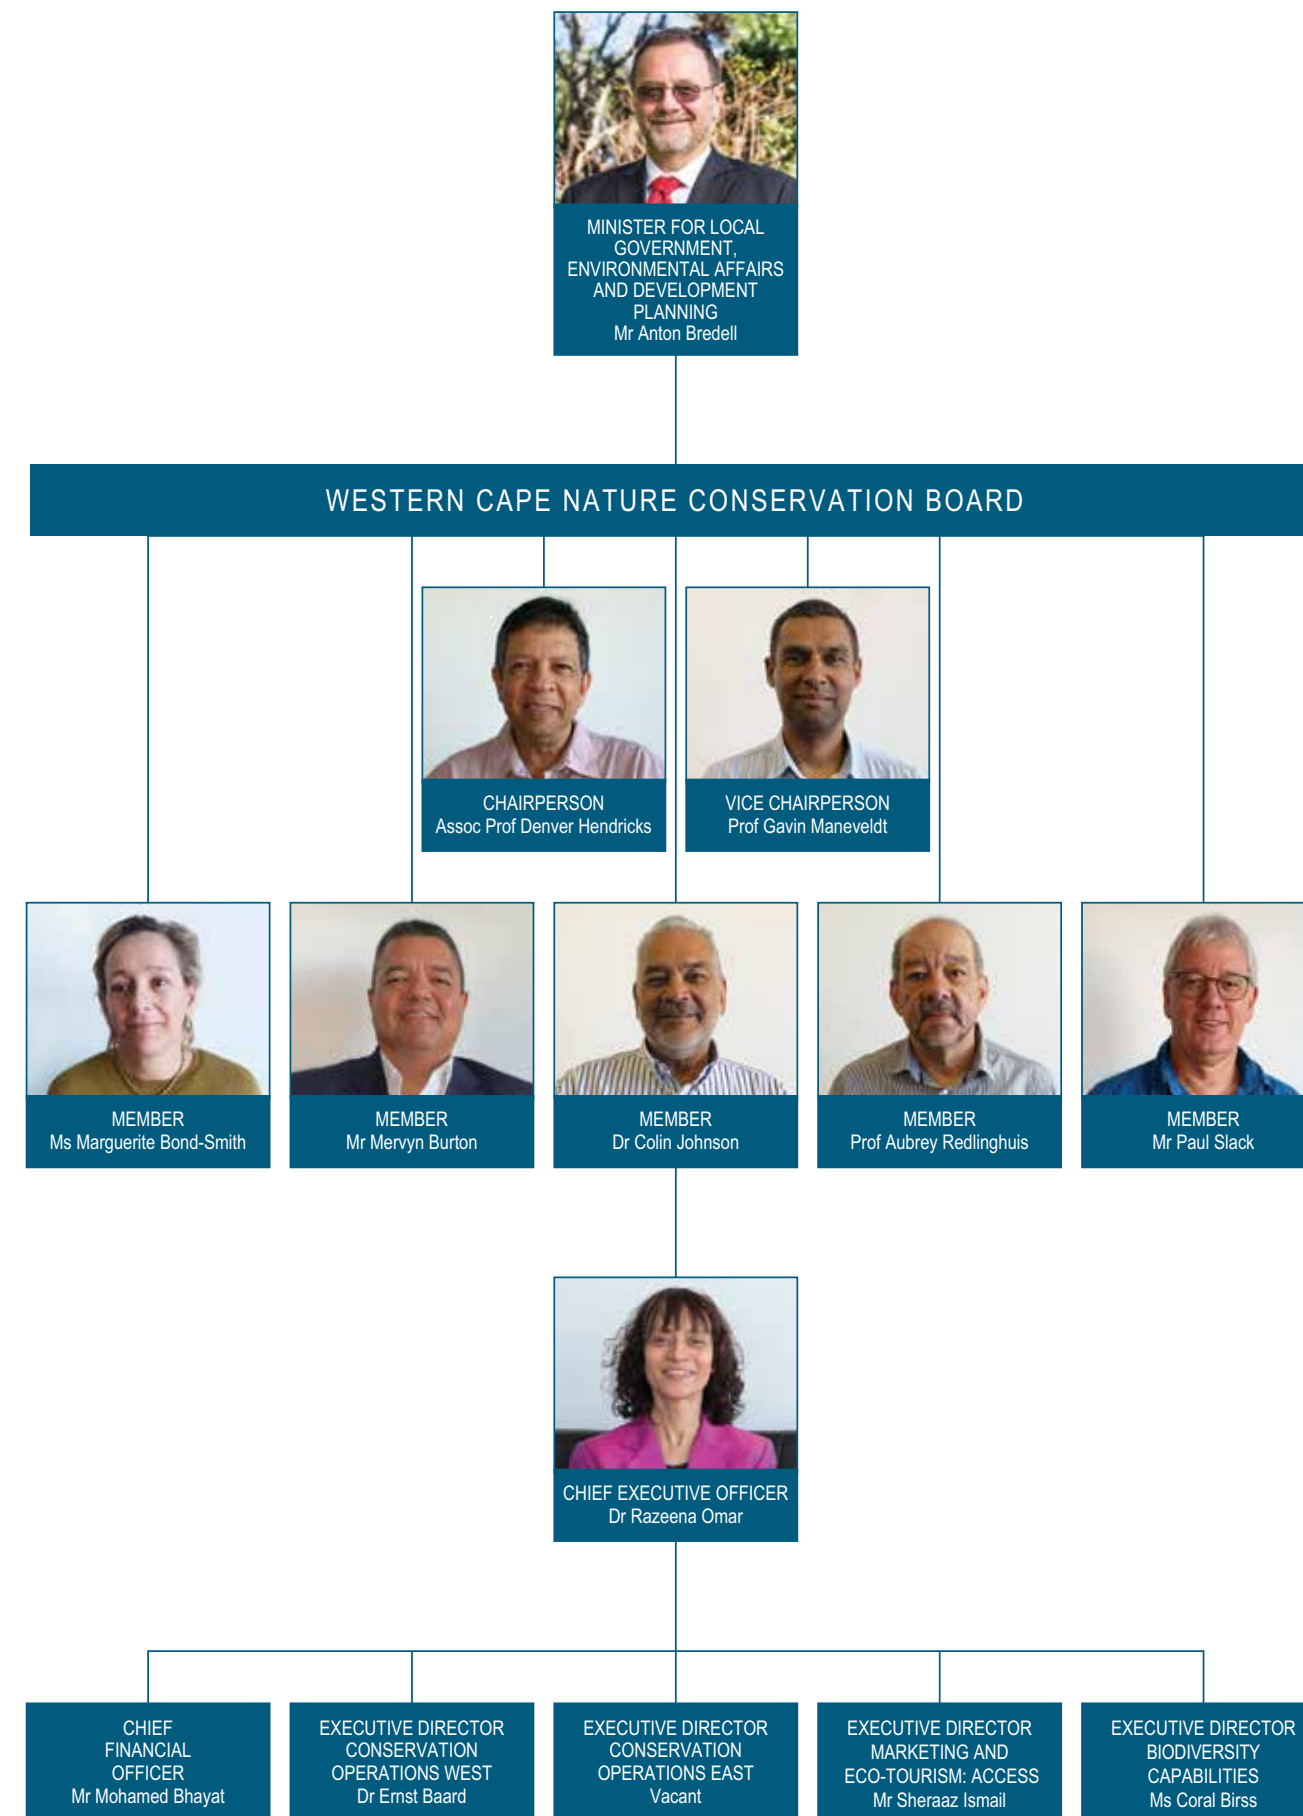 MINISTER FOR LOCAL
GOVERNMENT,
ENVIRONMENTAL AFFAIRS
AND DEVELOPMENT
PLANNING
Mr Anton Bredell
WESTERN CAPE NATURE CONSERVATION BOARD
CHAIRPERSON
Assoc Prof Denver Hendricks
VICE CHAIRPERSON
Prof Gavin Maneveldt
MEMBER
Ms Marguerite Bond-Smith
MEMBER
Mr Mervyn Burton
MEMBER
Dr Colin Johnson
MEMBER
Prof Aubrey Redlinghuis
MEMBER
Mr Paul Slack
CHIEF EXECUTIVE OFFICER
Dr Razeena Omar
CHIEF
FINANCIAL
OFFICER
Mr Mohamed Bhayat
EXECUTIVE DIRECTOR
CONSERVATION
OPERATIONS WEST
Dr Ernst Baard
EXECUTIVE DIRECTOR
CONSERVATION
OPERATIONS EAST
Vacant
EXECUTIVE DIRECTOR
MARKETING AND
ECO-TOURISM: ACCESS
Mr Sheraaz Ismail
EXECUTIVE DIRECTOR
BIODIVERSITY
CAPABILITIES
Ms Coral Birss